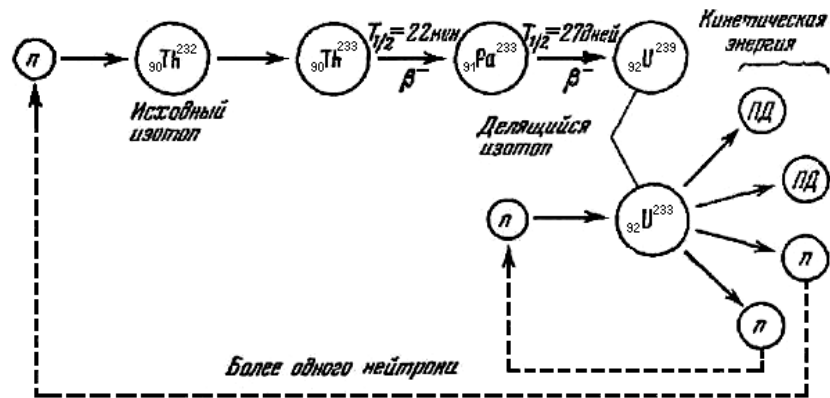 T₁/₂=22мин T₁/₂=27дней Кинетическая
энергия
n ₉₀Th²³² ₉₀Th²³³ β⁻ ₉₁Pa²³³ β⁻ ₉₂U²³⁹
Исходный
изотоп
Делящийся
изотоп
ПД
ПД
n ₉₂U²³³
n
n
Более одного нейтрона